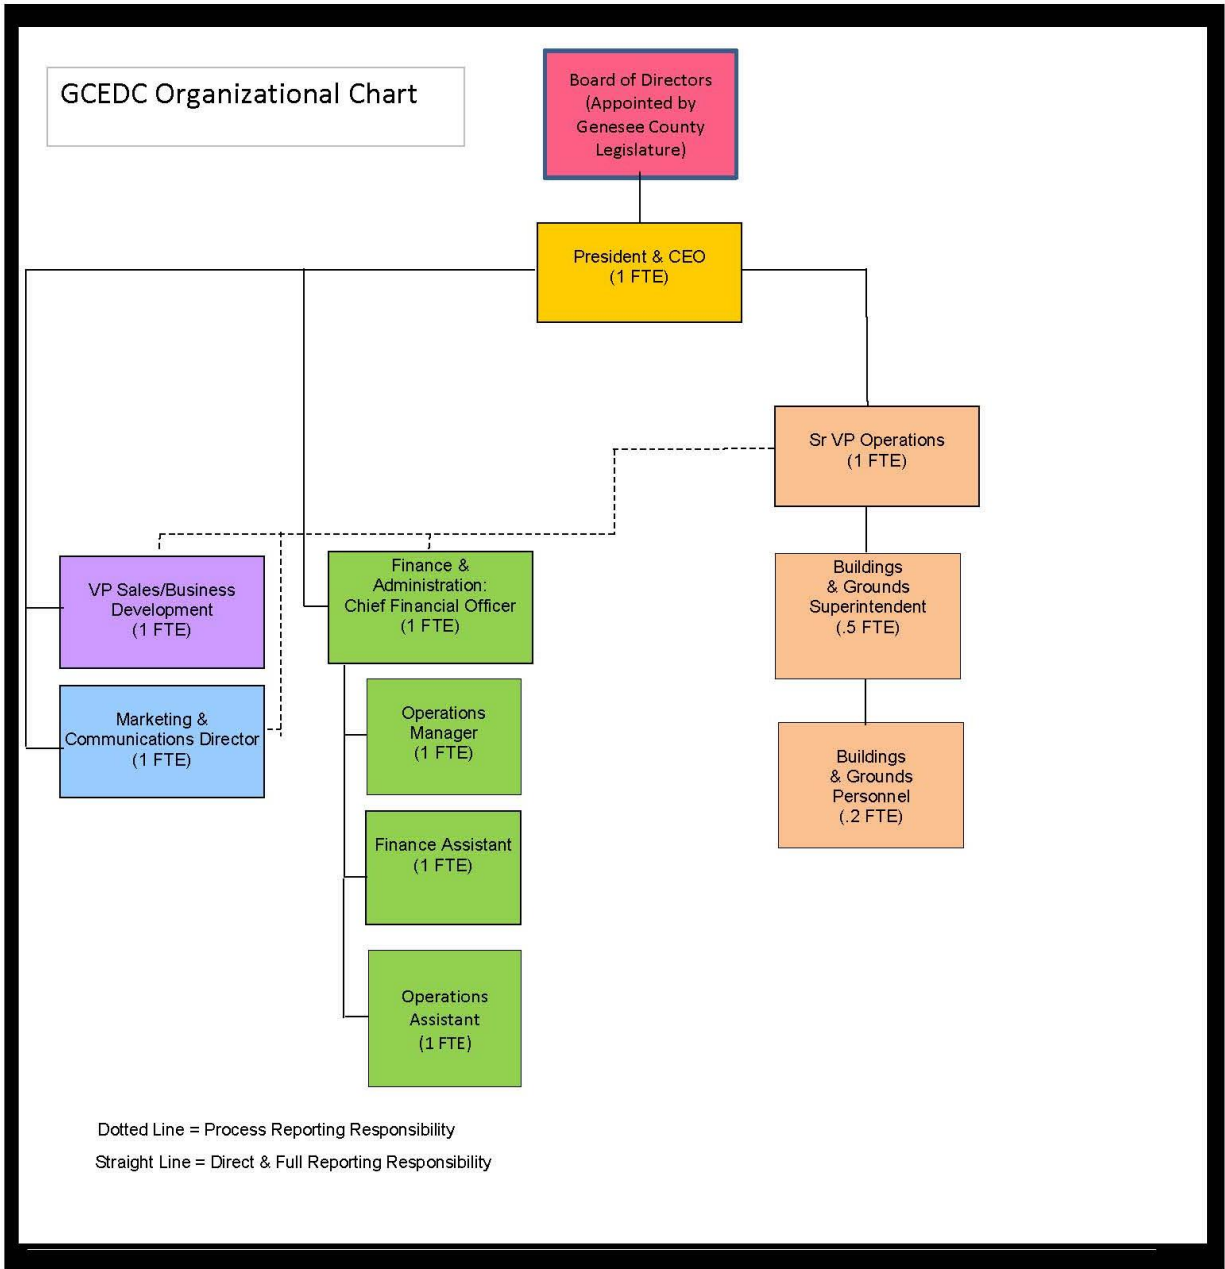 GCEDC Organizational Chart
Board of Directors
(Appointed by
Genesee County
Legislature)
President & CEO
(1 FTE)
Sr VP Operations
(1 FTE)
VP Sales/Business
Development
(1 FTE)
Finance &
Administration:
Chief Financial Officer
(1 FTE)
Buildings
& Grounds
Superintendent
(.5 FTE)
Marketing &
Communications Director
(1 FTE)
Operations
Manager
(1 FTE)
Buildings
& Grounds
Personnel
(.2 FTE)
Finance Assistant
(1 FTE)
Operations
Assistant
(1 FTE)
Dotted Line = Process Reporting Responsibility
Straight Line = Direct & Full Reporting Responsibility